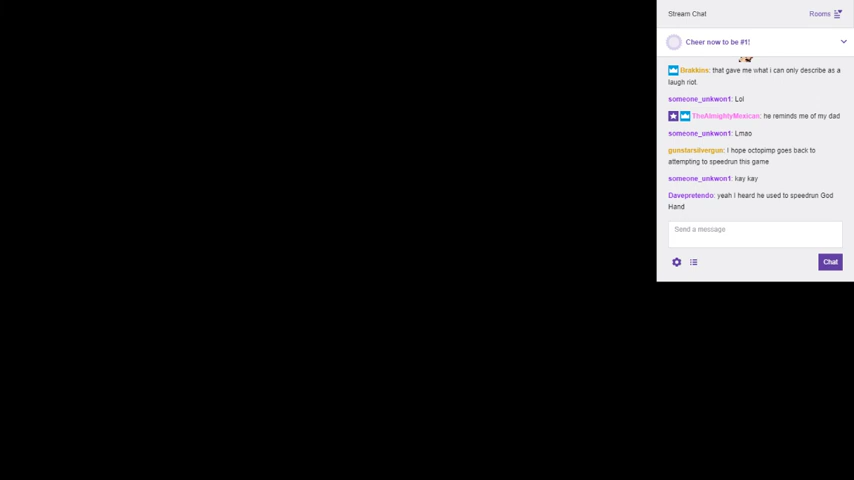 Stream Chat
Rooms
Cheer now to be #1!
Brakkins: that gave me what i can only describe as a
laugh riot.
someone_unkwon1: Lol
TheAlmightyMexican: he reminds me of my dad
someone_unkwon1: Lmao
gunstarsilvergun: I hope octopimp goes back to
attempting to speedrun this game
someone_unkwon1: kay kay
Davepretendo: yeah I heard he used to speedrun God
Hand
Send a message
Chat